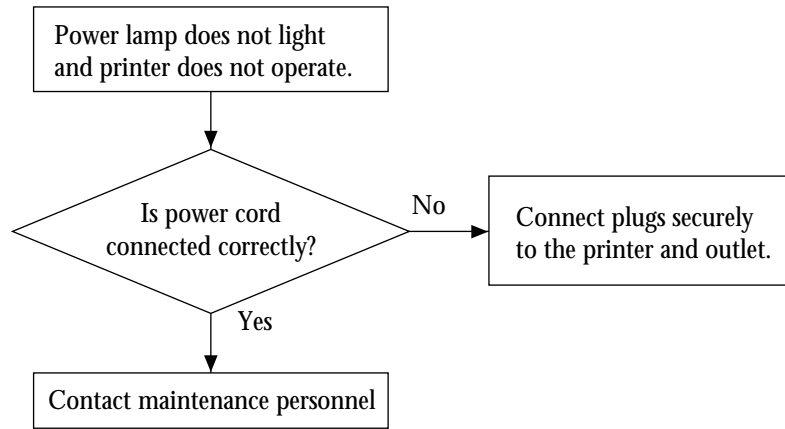 Power lamp does not light
and printer does not operate.
Is power cord
connected correctly?
No
Connect plugs securely
to the printer and outlet.
Yes
Contact maintenance personnel